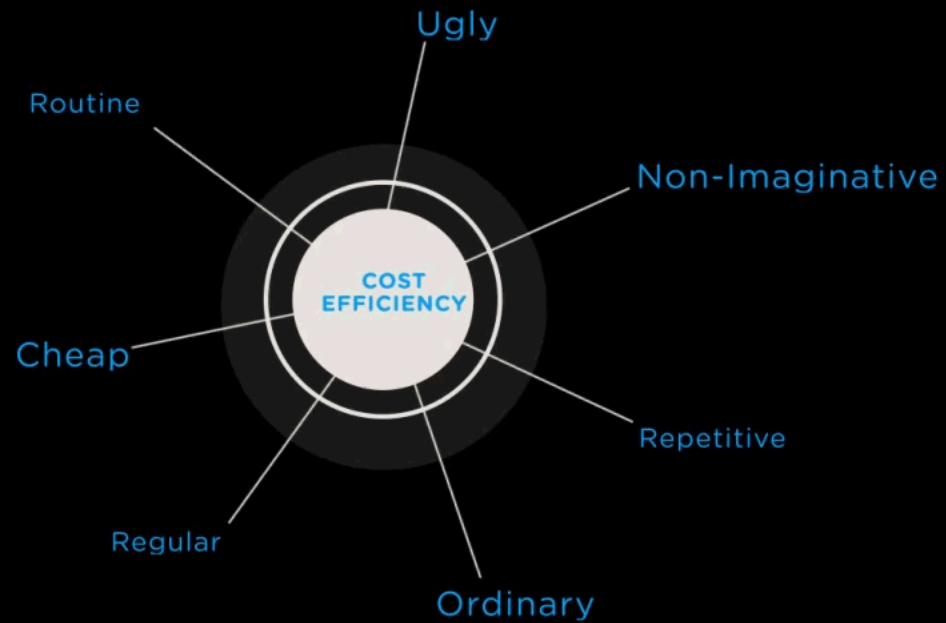 Ugly
Routine
Non-Imaginative
COST
EFFICIENCY
Cheap
Repetitive
Regular
Ordinary